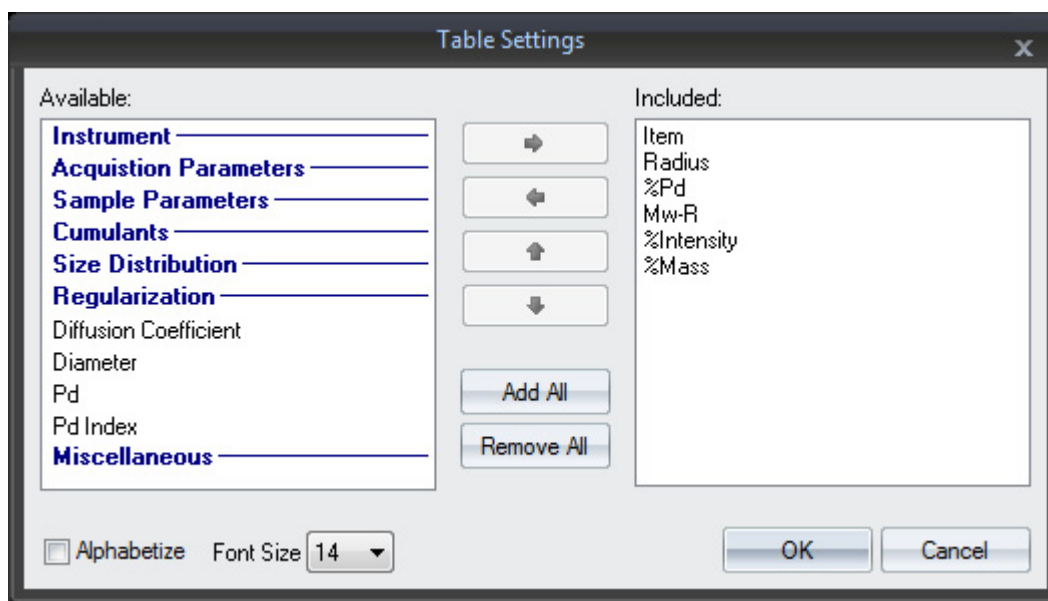 Table Settings
x
Available:
Instrument
Acquistion Parameters
Sample Parameters
Cumulants
Size Distribution
Regularization
Diffusion Coefficient
Diameter
Pd
Pd Index
Miscellaneous
Add All
Remove All
Included:
Item
Radius
%Pd
Mw-R
%Intensity
%Mass
Alphabetize Font Size 14
OK Cancel